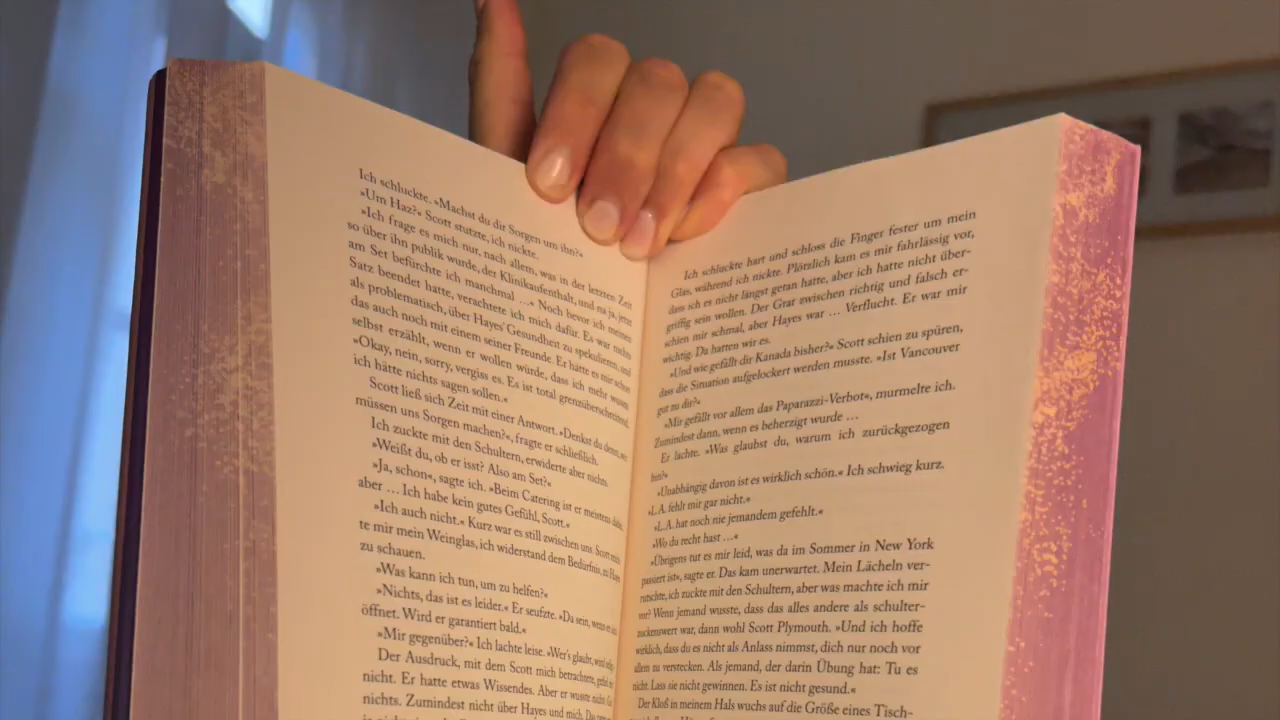 Ich schluckte. »Machst du dir Sorgen um ihn?«
»Um Haz?« Scott stutzte, ich nickte.
»Ich frage es mich nur, nach allem, was in der letzten Zeit
so über ihn publik wurde, der Klinikaufenthalt, und na ja, jetzt
am Set befürchte ich manchmal …« Noch bevor ich meinen
Satz beendet hatte, verachtete ich mich dafür. Es war mehr
als problematisch, über Hayes' Gesundheit zu spekulieren, und
das auch noch mit einem seiner Freunde. Er hätte es mir schon
selbst erzählt, wenn er wollen würde, dass ich mehr wusste.
»Okay, nein, sorry, vergiss es. Es ist total grenzüberschreitend,
ich hätte nichts sagen sollen.«
Scott ließ sich Zeit mit einer Antwort. »Denkst du denn, wir
müssen uns Sorgen machen?«, fragte er schließlich.
Ich zuckte mit den Schultern, erwiderte aber nichts.
»Weißt du, ob er isst? Also am Set?«
»Ja, schon«, sagte ich. »Beim Catering ist er meistens dabei,
aber … Ich habe kein gutes Gefühl, Scott.«
»Ich auch nicht.« Kurz war es still zwischen uns. Scott
te mir mein Weinglas, ich widerstand dem Bedürfnis, zu Hayes
zu schauen.
»Was kann ich tun, um zu helfen?«
»Nichts, das ist es leider.« Er seufzte. »Da sein, wenn er sich
öffnet. Wird er garantiert bald.«
»Mir gegenüber?« Ich lachte leise. »Wer's glaubt, wird
Der Ausdruck, mit dem Scott mich betrachtete, gefiel mir
nicht. Er hatte etwas Wissendes. Aber er wusste nichts. Gar
nichts. Zumindest nicht über Hayes und mich. Das
Ich schluckte hart und schloss die Finger fester um mein
Glas, während ich nickte. Plötzlich kam es mir fahrlässig vor,
dass ich es nicht längst getan hatte, aber ich hatte nicht über-
griffig sein wollen. Der Grat zwischen richtig und falsch er-
schien mir schmal, aber Hayes war … Verflucht. Er war mir
wichtig. Da hatten wir es.
»Und wie gefällt dir Kanada bisher?« Scott schien zu spüren,
dass die Situation aufgelockert werden musste. »Ist Vancouver
gut zu dir?«
»Mir gefällt vor allem das Paparazzi-Verbot«, murmelte ich.
Zumindest dann, wenn es beherzigt wurde …
Er lachte. »Was glaubst du, warum ich zurückgezogen
bin?«
»Unabhängig davon ist es wirklich schön.« Ich schwieg kurz.
»L.A. fehlt mir gar nicht.«
»L.A. hat noch nie jemandem gefehlt.«
»Wo du recht hast …«
»Übrigens tut es mir leid, was da im Sommer in New York
passiert ist«, sagte er. Das kam unerwartet. Mein Lächeln ver-
rutschte, ich zuckte mit den Schultern, aber was machte ich mir
vor? Wenn jemand wusste, dass das alles andere als schulter-
zuckenswert war, dann wohl Scott Plymouth. »Und ich hoffe
wirklich, dass du es nicht als Anlass nimmst, dich nur noch vor
allem zu verstecken. Als jemand, der darin Übung hat: Tu es
nicht. Lass sie nicht gewinnen. Es ist nicht gesund.«
Der Kloß in meinem Hals wuchs auf die Größe eines Tisch-